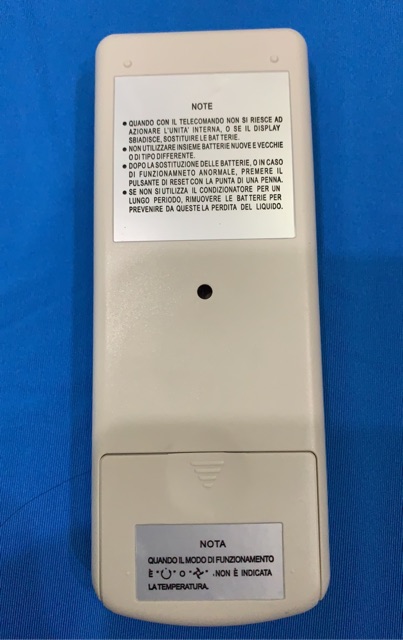 NOTE
● QUANDO CON IL TELECOMANDO NON SI RIESCE AD
AZIONARE L'UNITA' INTERNA, O SE IL DISPLAY
SBIADISCE, SOSTITUIRE LE BATTERIE.
● NON UTILIZZARE INSIEME BATTERIE NUOVE E VECCHIE
O DI TIPO DIFFERENTE.
● DOPO LA SOSTITUZIONE DELLE BATTERIE, O IN CASO
DI FUNZIONAMNETO ANORMALE, PREMERE IL
PULSANTE DI RESET CON LA PUNTA DI UNA PENNA.
● SE NON SI UTILIZZA IL CONDIZIONATORE PER UN
LUNGO PERIODO, RIMUOVERE LE BATTERIE PER
PREVENIRE DA QUESTE LA PERDITA DEL LIQUIDO.
NOTA
QUANDO IL MODO DI FUNZIONAMENTO
È " " O " " , NON È INDICATA
LA TEMPERATURA.